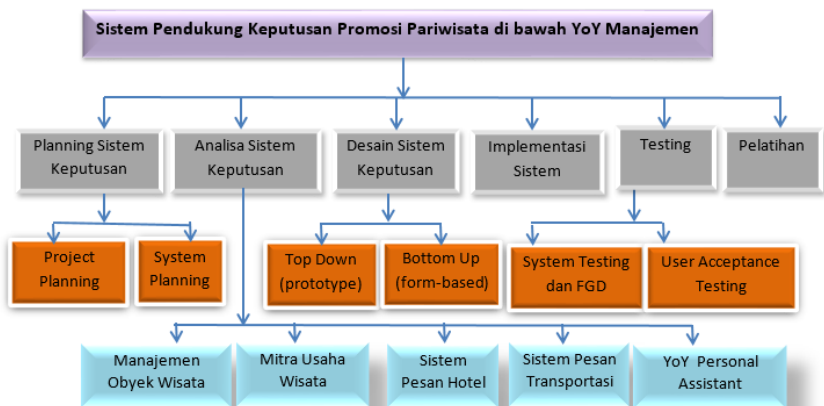 Sistem Pendukung Keputusan Promosi Pariwisata di bawah YoY Manajemen
Planning Sistem
Keputusan
Analisa Sistem
Keputusan
Desain Sistem
Keputusan
Implementasi
Sistem
Testing
Pelatihan
Project
Planning
System
Planning
Top Down
(prototype)
Bottom Up
(form-based)
System Testing
dan FGD
User Acceptance
Testing
Manajemen
Obyek Wisata
Mitra Usaha
Wisata
Sistem
Pesan Hotel
Sistem Pesan
Transportasi
YoY Personal
Assistant